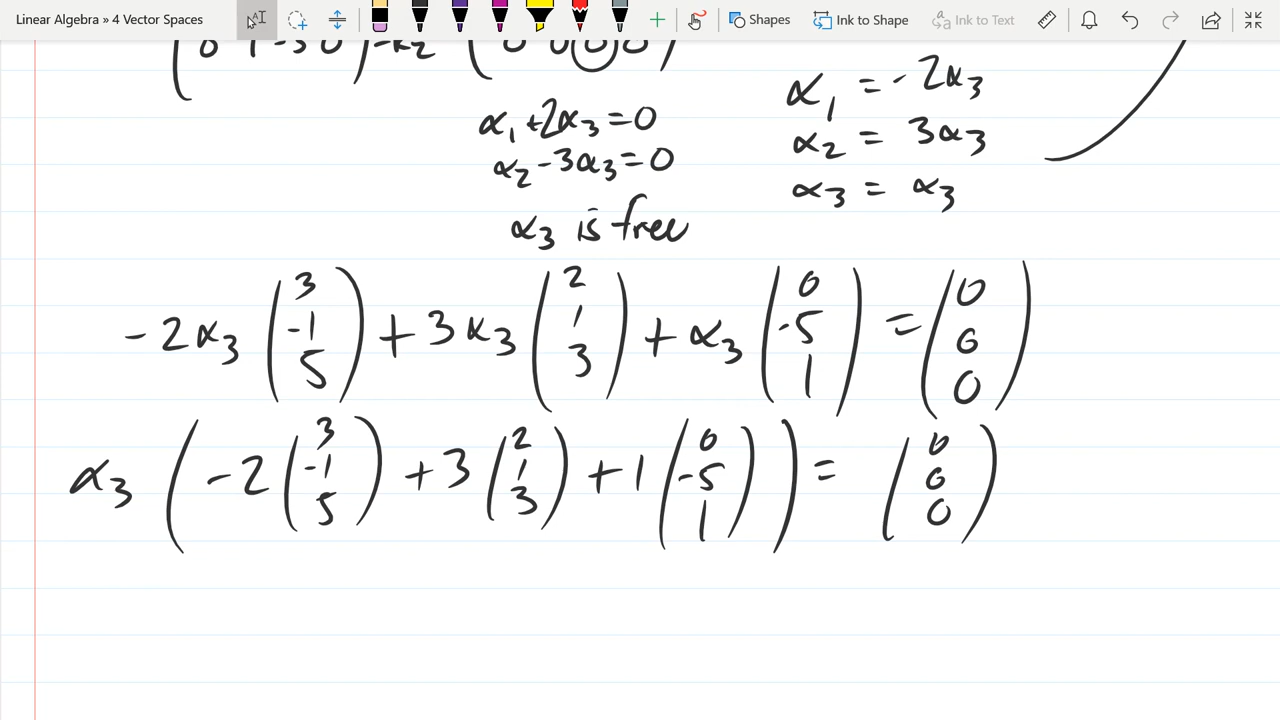 Linear Algebra » 4 Vector Spaces Shapes Ink to Shape Ink to Text
α₁ = -2α₃
α₁ + 2α₃ = 0
α₂ = 3α₃
α₂ - 3α₃ = 0
α₃ = α₃
α₃ is free
-2α₃ (3 -1 5) + 3α₃ (2 1 3) + α₃ (0 -5 1) = (0 0 0)
α₃ (-2 (3 -1 5) + 3 (2 1 3) + 1 (0 -5 1)) = (0 0 0)